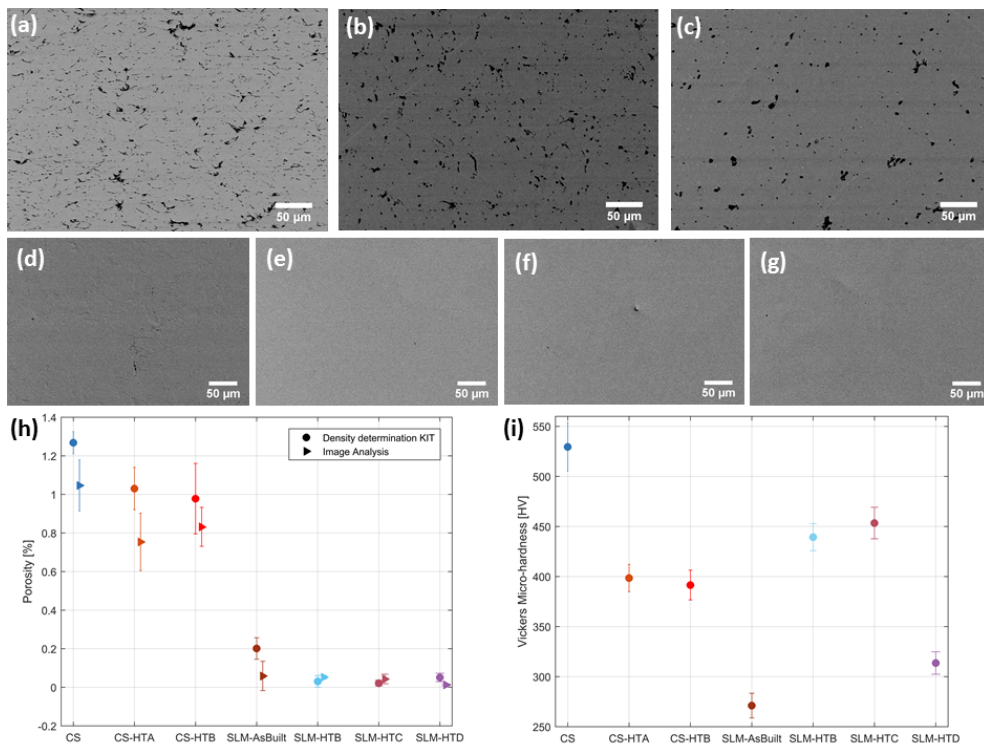 (a)
(b)
(c)
50 µm
50 µm
50 µm
(d)
(e)
(f)
(g)
50 µm
50 µm
50 µm
50 µm
(h)
1.4
1.2
1
0.8
0.6
0.4
0.2
0
-0.2
Porosity [%]
Density determination KIT
Image Analysis
CS
CS-HTA
CS-HTB
SLM-AsBuilt
SLM-HTB
SLM-HTC
SLM-HTD
(i)
550
500
450
400
350
300
250
Vickers Micro-hardness [HV]
CS
CS-HTA
CS-HTB
SLM-AsBuilt
SLM-HTB
SLM-HTC
SLM-HTD